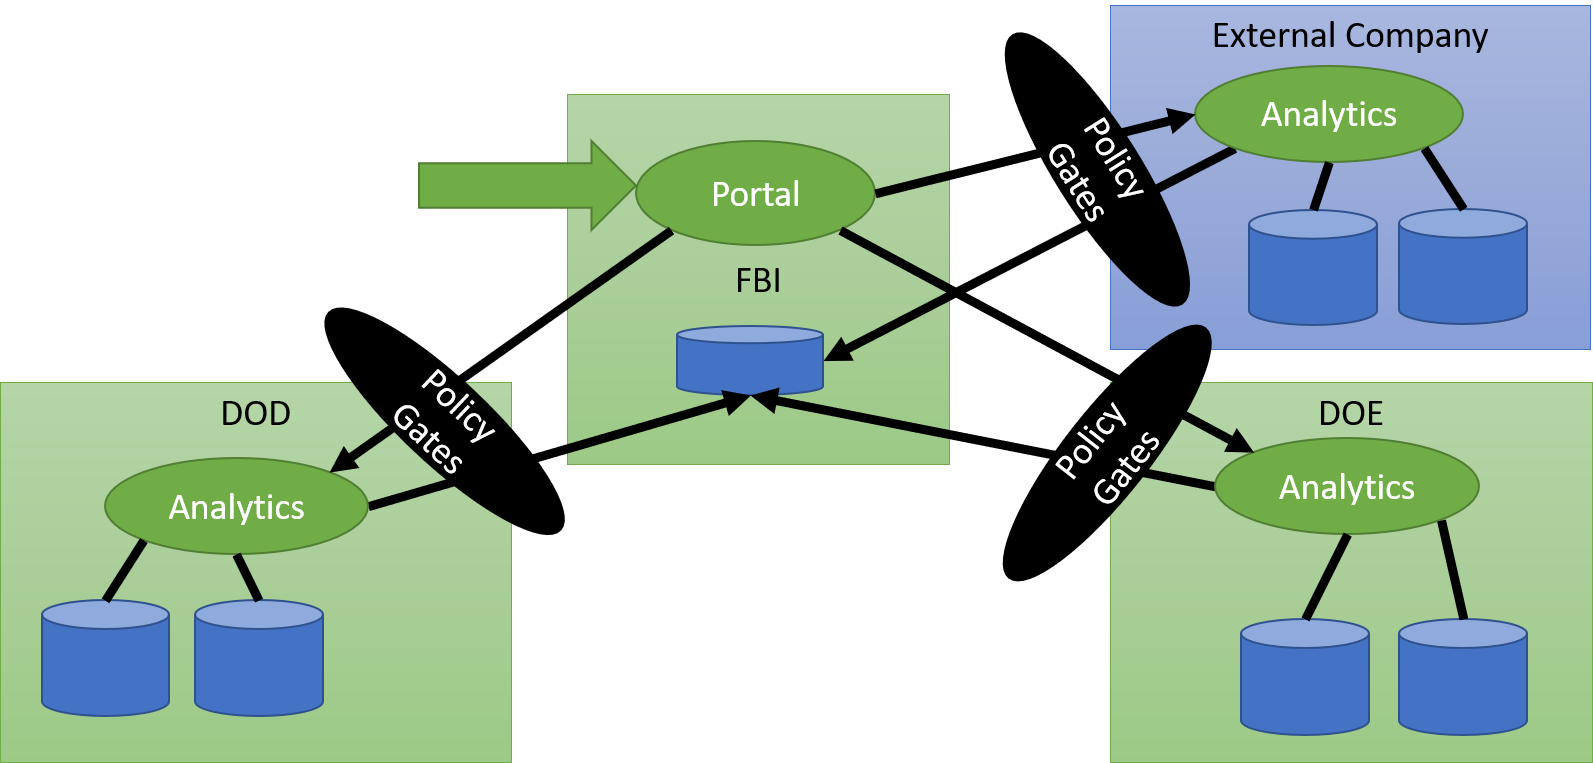 External Company
Analytics
Policy
Gates
Portal
FBI
DOD
Policy
Gates
Analytics
DOE
Policy
Gates
Analytics